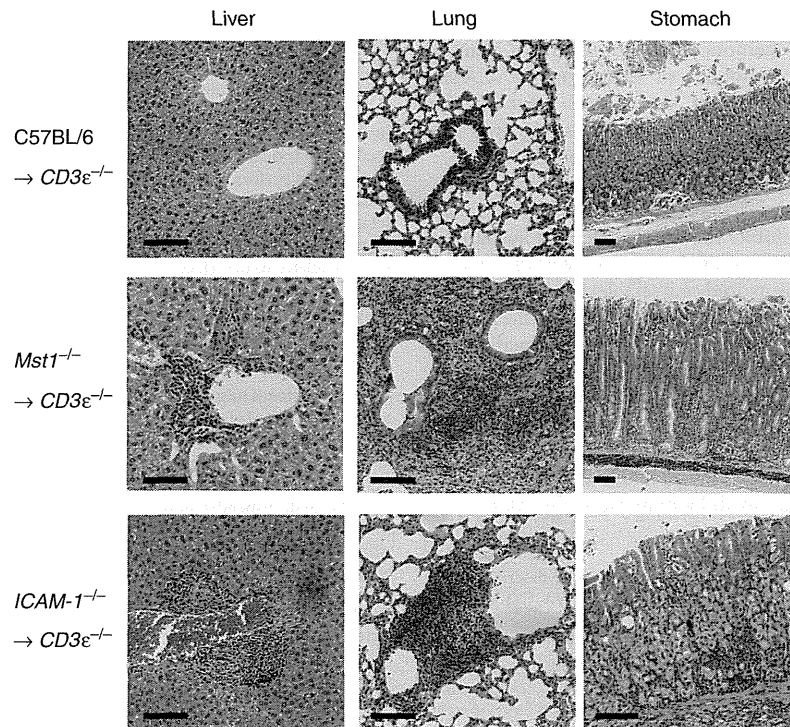 Liver Lung Stomach
C57BL/6
→ CD3ε⁻/⁻
Mst1⁻/⁻
→ CD3ε⁻/⁻
ICAM-1⁻/⁻
→ CD3ε⁻/⁻